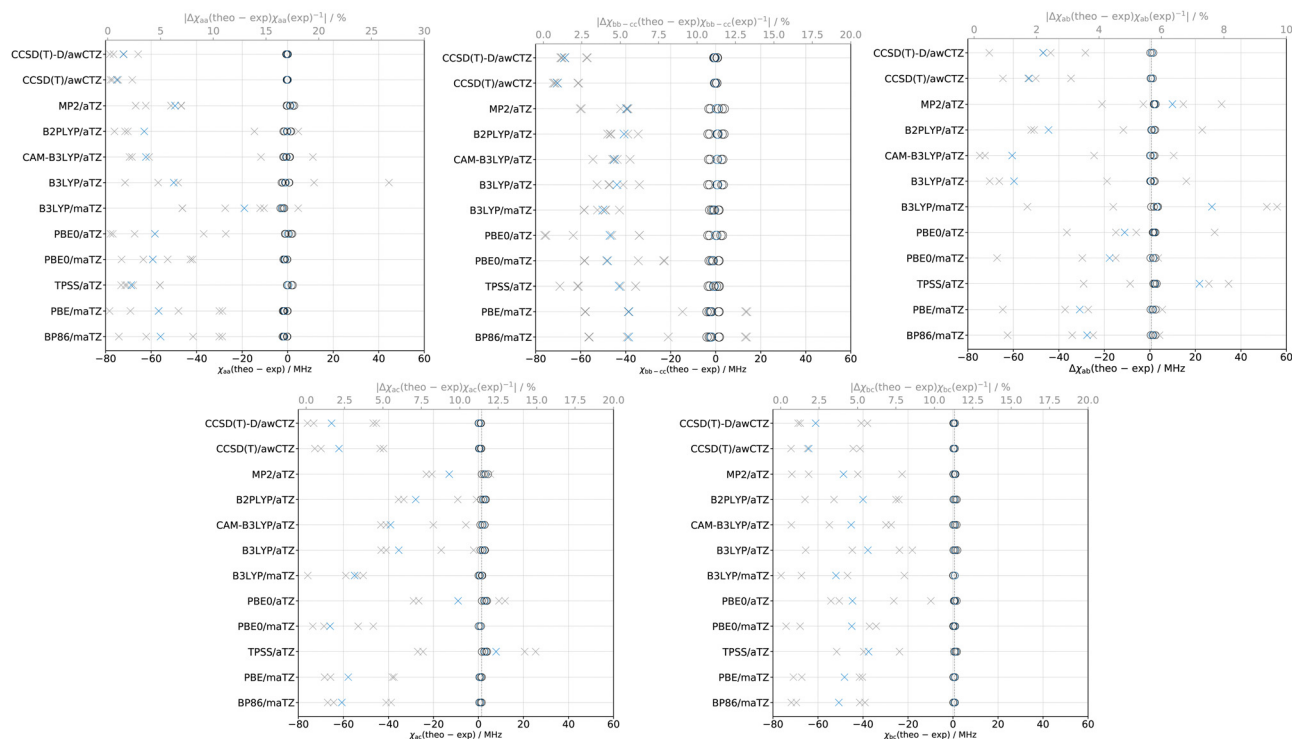 |Δχaa(theo − exp)χaa(exp)⁻¹| / %
0 5 10 15 20 25 30
CCSD(T)-D/awCTZ
CCSD(T)/awCTZ
MP2/aTZ
B2PLYP/aTZ
CAM-B3LYP/aTZ
B3LYP/aTZ
B3LYP/maTZ
PBE0/aTZ
PBE0/maTZ
TPSS/aTZ
PBE/maTZ
BP86/maTZ
−80 −60 −40 −20 0 20 40 60
χaa(theo − exp) / MHz
|Δχbb−cc(theo − exp)χbb−cc(exp)⁻¹| / %
0.0 2.5 5.0 7.5 10.0 12.5 15.0 17.5 20.0
CCSD(T)-D/awCTZ
CCSD(T)/awCTZ
MP2/aTZ
B2PLYP/aTZ
CAM-B3LYP/aTZ
B3LYP/aTZ
B3LYP/maTZ
PBE0/aTZ
PBE0/maTZ
TPSS/aTZ
PBE/maTZ
BP86/maTZ
−80 −60 −40 −20 0 20 40 60
χbb−cc(theo − exp) / MHz
|Δχab(theo − exp)χab(exp)⁻¹| / %
0 2 4 6 8 10
CCSD(T)-D/awCTZ
CCSD(T)/awCTZ
MP2/aTZ
B2PLYP/aTZ
CAM-B3LYP/aTZ
B3LYP/aTZ
B3LYP/maTZ
PBE0/aTZ
PBE0/maTZ
TPSS/aTZ
PBE/maTZ
BP86/maTZ
−80 −60 −40 −20 0 20 40 60
Δχab(theo − exp) / MHz
|Δχac(theo − exp)χac(exp)⁻¹| / %
0.0 2.5 5.0 7.5 10.0 12.5 15.0 17.5 20.0
CCSD(T)-D/awCTZ
CCSD(T)/awCTZ
MP2/aTZ
B2PLYP/aTZ
CAM-B3LYP/aTZ
B3LYP/aTZ
B3LYP/maTZ
PBE0/aTZ
PBE0/maTZ
TPSS/aTZ
PBE/maTZ
BP86/maTZ
−80 −60 −40 −20 0 20 40 60
χac(theo − exp) / MHz
|Δχbc(theo − exp)χbc(exp)⁻¹| / %
0.0 2.5 5.0 7.5 10.0 12.5 15.0 17.5 20.0
CCSD(T)-D/awCTZ
CCSD(T)/awCTZ
MP2/aTZ
B2PLYP/aTZ
CAM-B3LYP/aTZ
B3LYP/aTZ
B3LYP/maTZ
PBE0/aTZ
PBE0/maTZ
TPSS/aTZ
PBE/maTZ
BP86/maTZ
−80 −60 −40 −20 0 20 40 60
χbc(theo − exp) / MHz